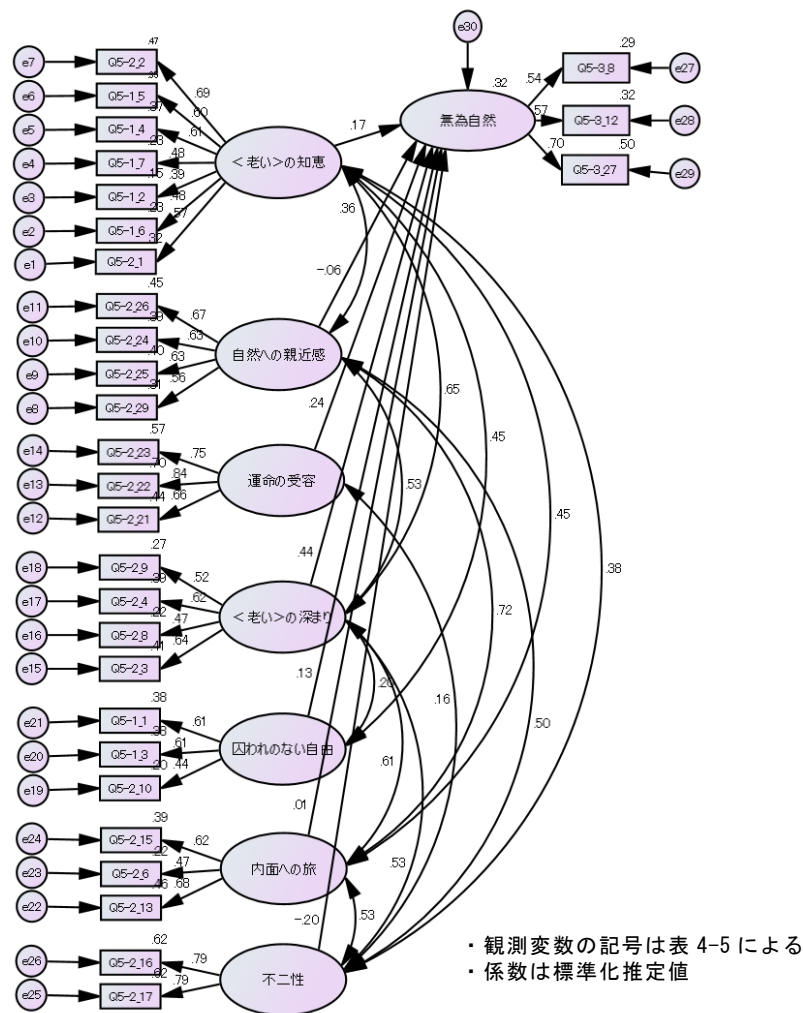 e30
e7
Q5-2_2
.47
.69
e6
Q5-1_5
.60
e5
Q5-1_4
.37
.61
e4
Q5-1_7
.23
.48
e3
Q5-1_2
.15
.39
e2
Q5-1_6
.23
.48
e1
Q5-2_1
.32
.57
＜老い＞の知恵
.17
無為自然
.32
.54
Q5-3_8
.29
e27
.57
Q5-3_12
.32
e28
.70
Q5-3_27
.50
e29
.36
-.06
e11
Q5-2_26
.45
.67
e10
Q5-2_24
.39
.63
e9
Q5-2_25
.40
.63
e8
Q5-2_29
.31
.56
自然への親近感
.24
.65
.45
.53
.45
.38
e14
Q5-2_23
.57
.75
e13
Q5-2_22
.70
.84
e12
Q5-2_21
.44
.66
運命の受容
.44
.72
e18
Q5-2_9
.27
.52
e17
Q5-2_4
.39
.62
e16
Q5-2_8
.22
.47
e15
Q5-2_3
.41
.64
＜老い＞の深まり
.13
.20
.16
.50
e21
Q5-1_1
.38
.61
e20
Q5-1_3
.38
.61
e19
Q5-2_10
.20
.44
囚われのない自由
.01
.61
e24
Q5-2_15
.39
.62
e23
Q5-2_6
.22
.47
e22
Q5-2_13
.46
.68
内面への旅
-.20
.53
.53
e26
Q5-2_16
.62
.79
e25
Q5-2_17
.62
.79
不二性
・観測変数の記号は表 4-5 による
・係数は標準化推定値